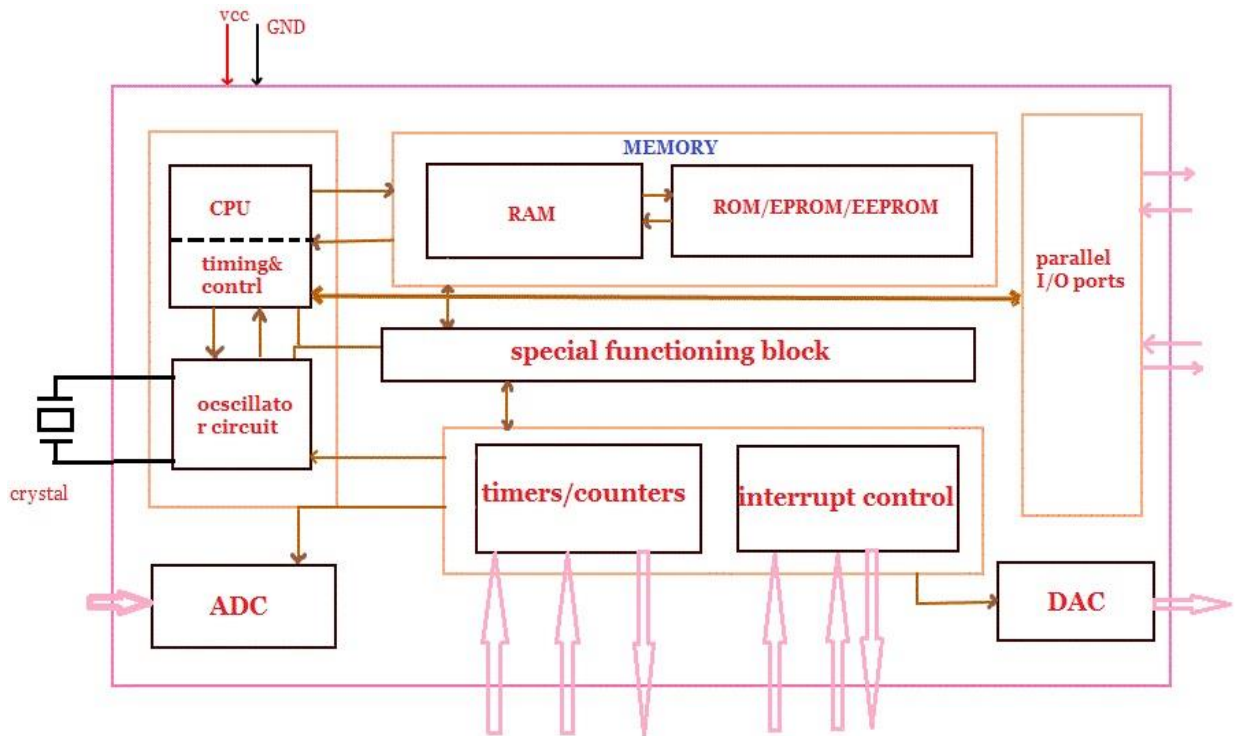 vcc
GND
MEMORY
CPU
RAM
ROM/EPROM/EEPROM
timing&
contrl
parallel
I/O ports
special functioning block
ocscillato
r circuit
crystal
timers/counters
interrupt control
ADC
DAC